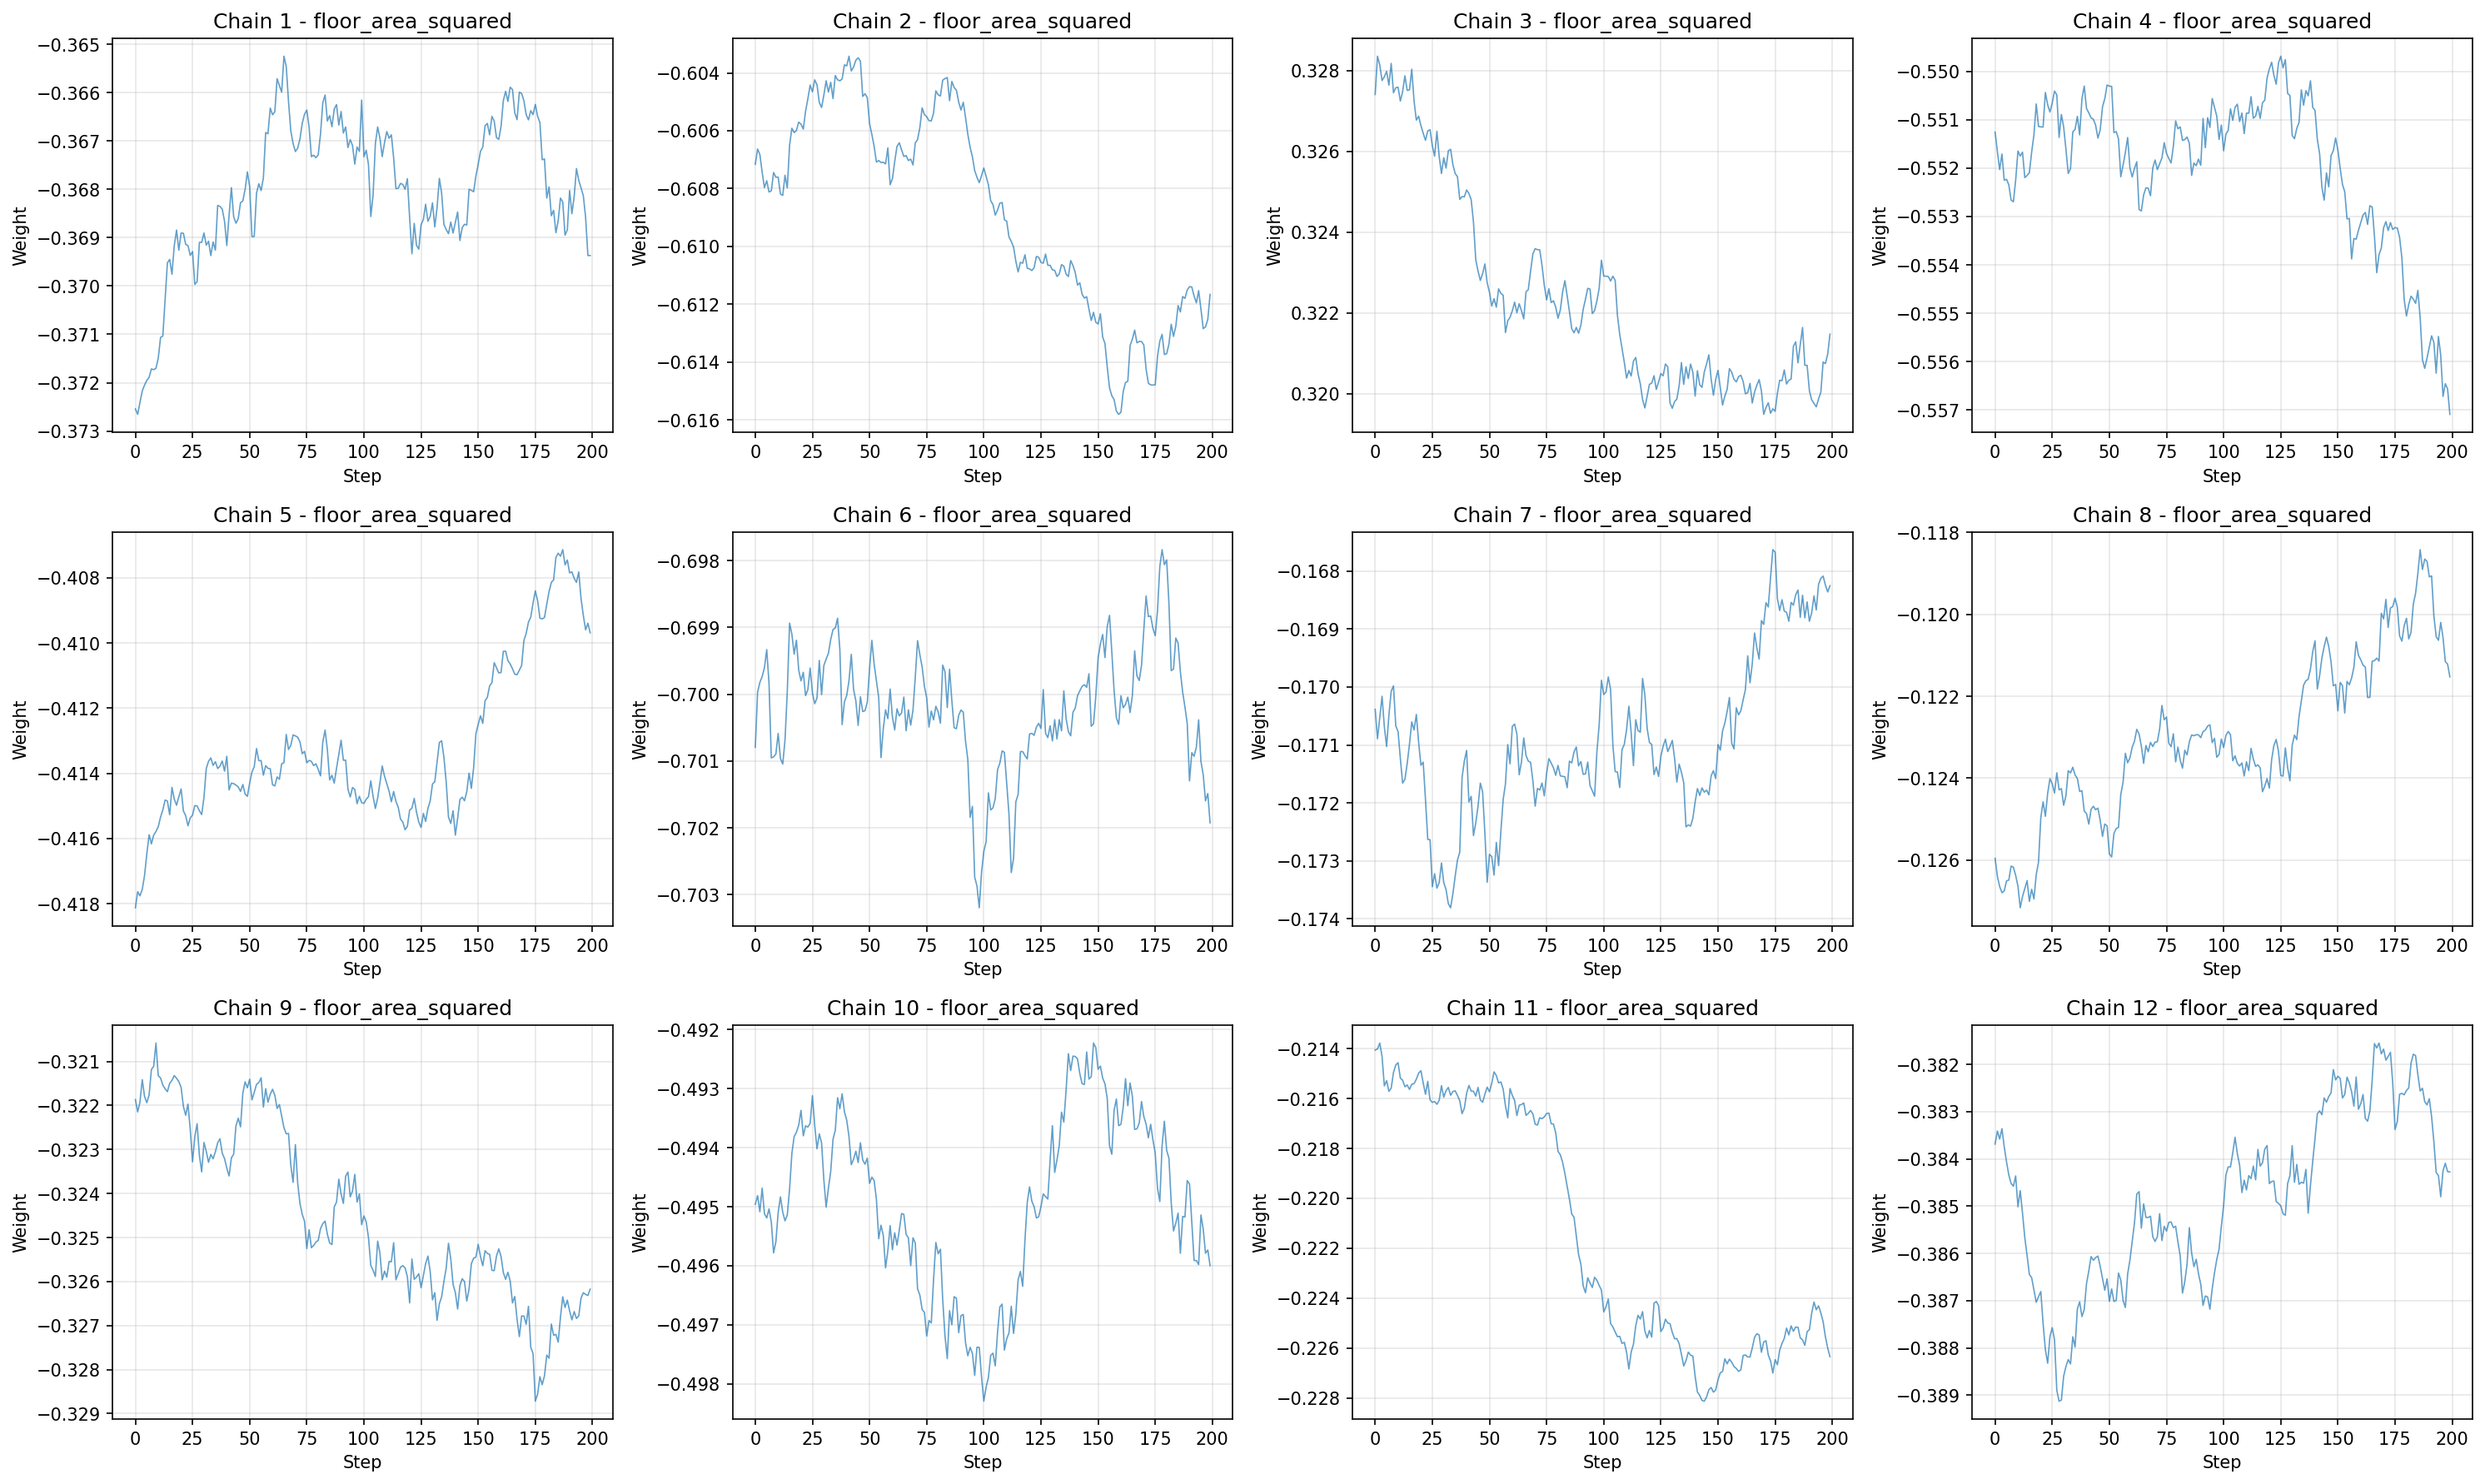 Chain 1 - floor_area_squared
−0.365
−0.366
−0.367
−0.368
−0.369
−0.370
−0.371
−0.372
−0.373
Weight
0 25 50 75 100 125 150 175 200
Step
Chain 2 - floor_area_squared
−0.604
−0.606
−0.608
−0.610
−0.612
−0.614
−0.616
Weight
0 25 50 75 100 125 150 175 200
Step
Chain 3 - floor_area_squared
0.328
0.326
0.324
0.322
0.320
Weight
0 25 50 75 100 125 150 175 200
Step
Chain 4 - floor_area_squared
−0.550
−0.551
−0.552
−0.553
−0.554
−0.555
−0.556
−0.557
Weight
0 25 50 75 100 125 150 175 200
Step
Chain 5 - floor_area_squared
−0.408
−0.410
−0.412
−0.414
−0.416
−0.418
Weight
0 25 50 75 100 125 150 175 200
Step
Chain 6 - floor_area_squared
−0.698
−0.699
−0.700
−0.701
−0.702
−0.703
Weight
0 25 50 75 100 125 150 175 200
Step
Chain 7 - floor_area_squared
−0.168
−0.169
−0.170
−0.171
−0.172
−0.173
−0.174
Weight
0 25 50 75 100 125 150 175 200
Step
Chain 8 - floor_area_squared
−0.118
−0.120
−0.122
−0.124
−0.126
Weight
0 25 50 75 100 125 150 175 200
Step
Chain 9 - floor_area_squared
−0.321
−0.322
−0.323
−0.324
−0.325
−0.326
−0.327
−0.328
−0.329
Weight
0 25 50 75 100 125 150 175 200
Step
Chain 10 - floor_area_squared
−0.492
−0.493
−0.494
−0.495
−0.496
−0.497
−0.498
Weight
0 25 50 75 100 125 150 175 200
Step
Chain 11 - floor_area_squared
−0.214
−0.216
−0.218
−0.220
−0.222
−0.224
−0.226
−0.228
Weight
0 25 50 75 100 125 150 175 200
Step
Chain 12 - floor_area_squared
−0.382
−0.383
−0.384
−0.385
−0.386
−0.387
−0.388
−0.389
Weight
0 25 50 75 100 125 150 175 200
Step